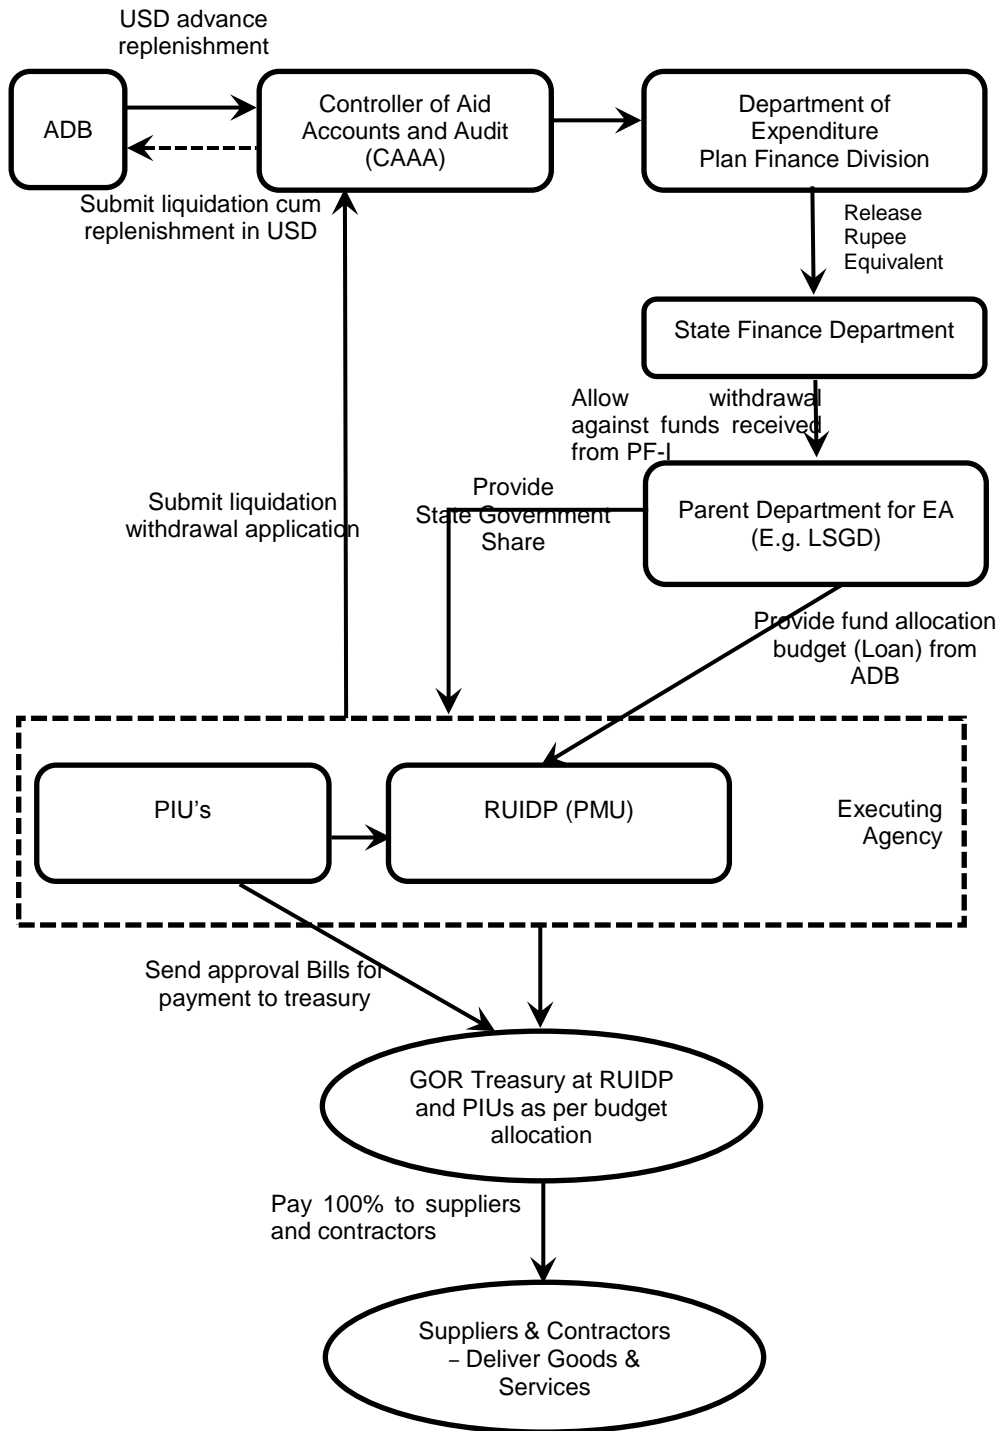 USD advance
replenishment
ADB
Controller of Aid
Accounts and Audit
(CAAA)
Department of
Expenditure
Plan Finance Division
Submit liquidation cum
replenishment in USD
Release
Rupee
Equivalent
State Finance Department
Allow withdrawal
against funds received
from PF-I
Provide
State Government
Share
Submit liquidation
withdrawal application
Parent Department for EA
(E.g. LSGD)
Provide fund allocation
budget (Loan) from
ADB
PIU's
RUIDP (PMU)
Executing
Agency
Send approval Bills for
payment to treasury
GOR Treasury at RUIDP
and PIUs as per budget
allocation
Pay 100% to suppliers
and contractors
Suppliers & Contractors
– Deliver Goods &
Services